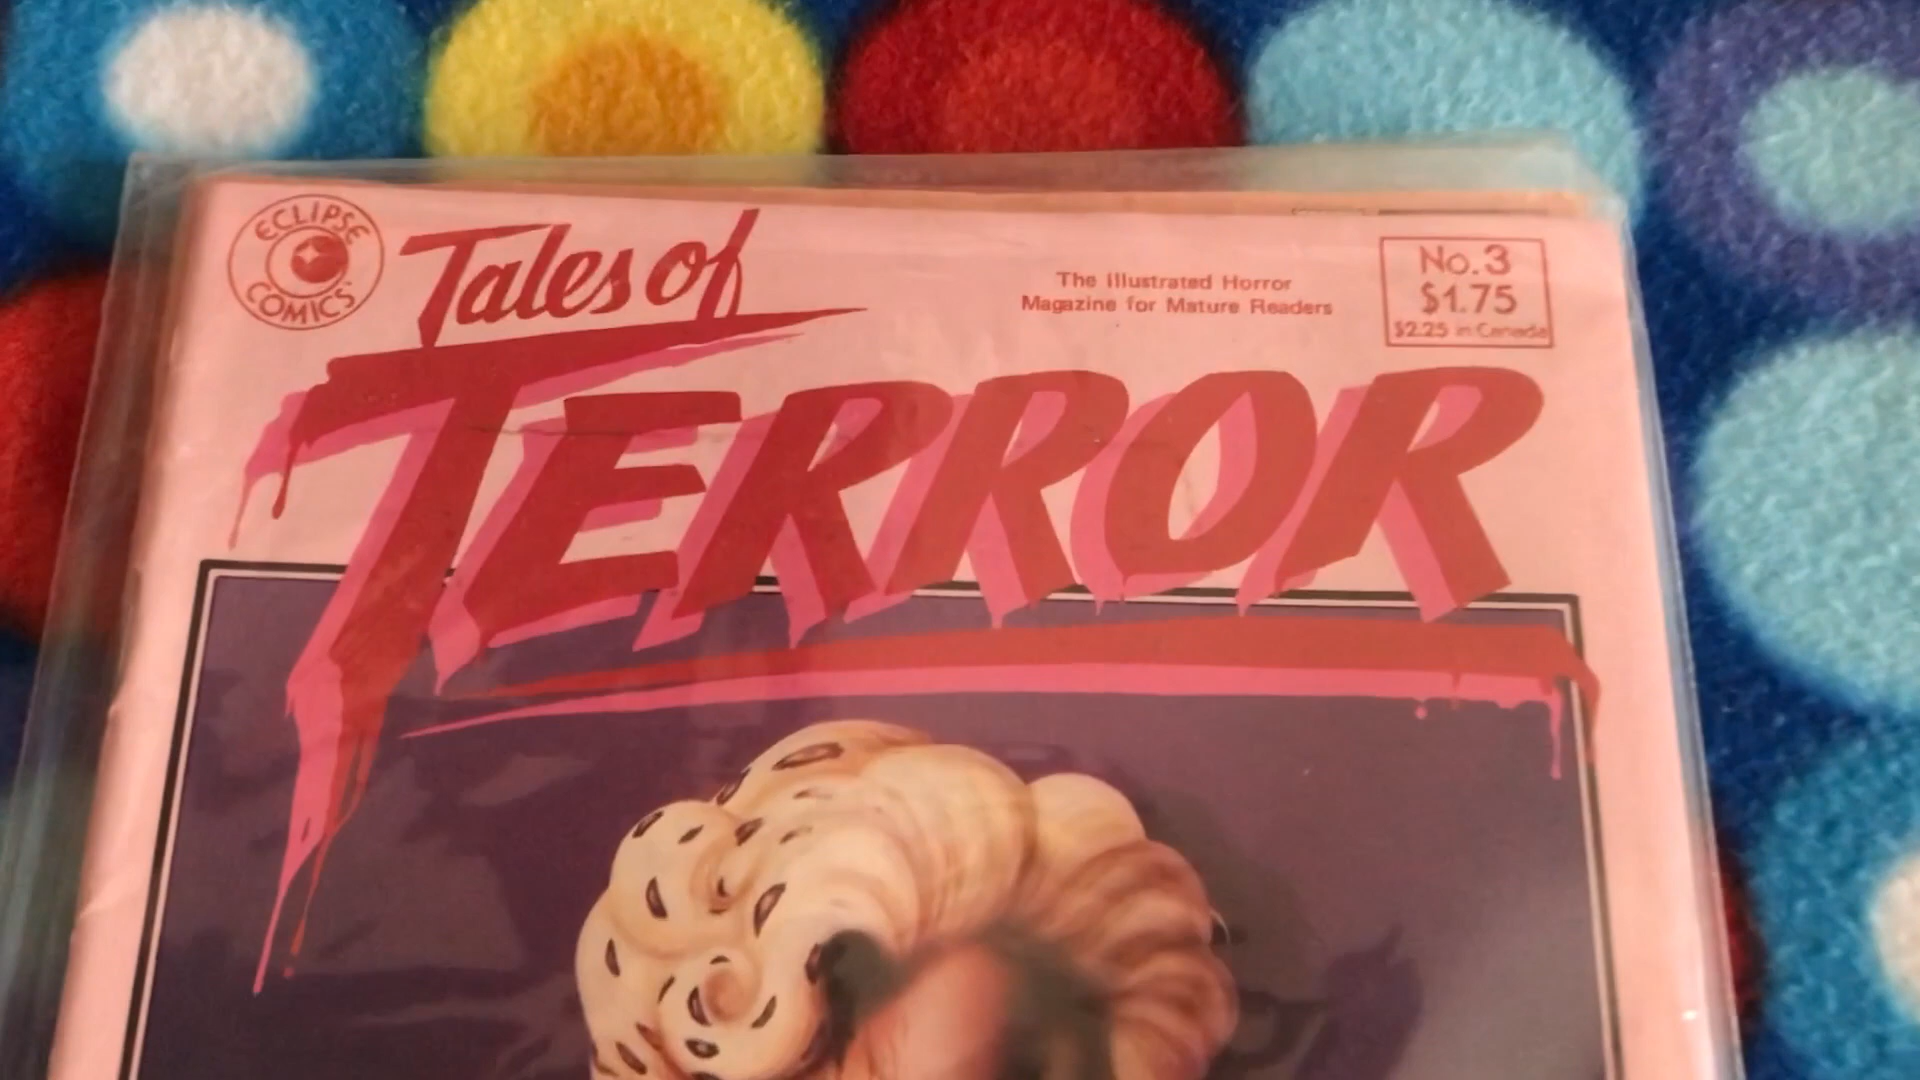 ECLIPSE
COMICS
Tales of
TERROR
The Illustrated Horror
Magazine for Mature Readers
No. 3
$1.75
$2.25 in Canada